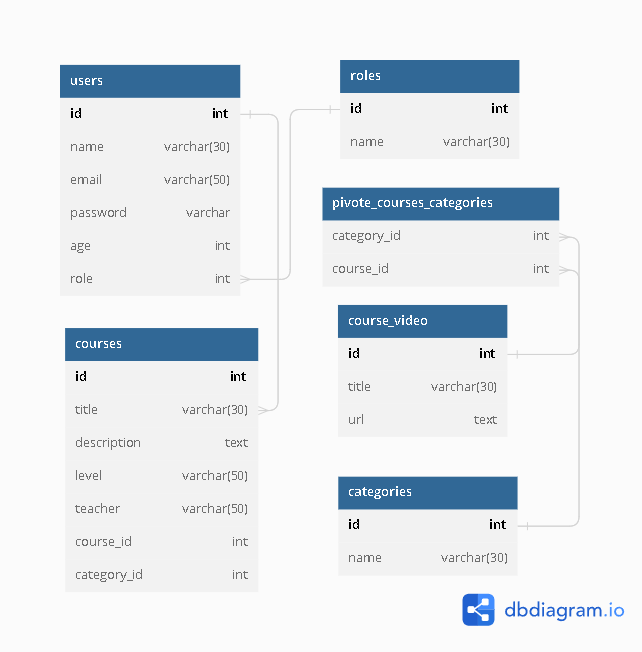 users
id int
name varchar(30)
email varchar(50)
password varchar
age int
role int
roles
id int
name varchar(30)
pivote_courses_categories
category_id int
course_id int
courses
id int
title varchar(30)
description text
level varchar(50)
teacher varchar(50)
course_id int
category_id int
course_video
id int
title varchar(30)
url text
categories
id int
name varchar(30)
dbdiagram.io